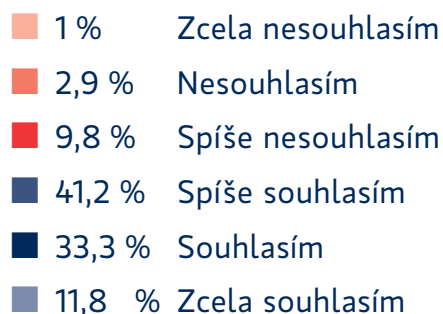 1 % Zcela nesouhlasím
2,9 % Nesouhlasím
9,8 % Spíše nesouhlasím
41,2 % Spíše souhlasím
33,3 % Souhlasím
11,8 % Zcela souhlasím